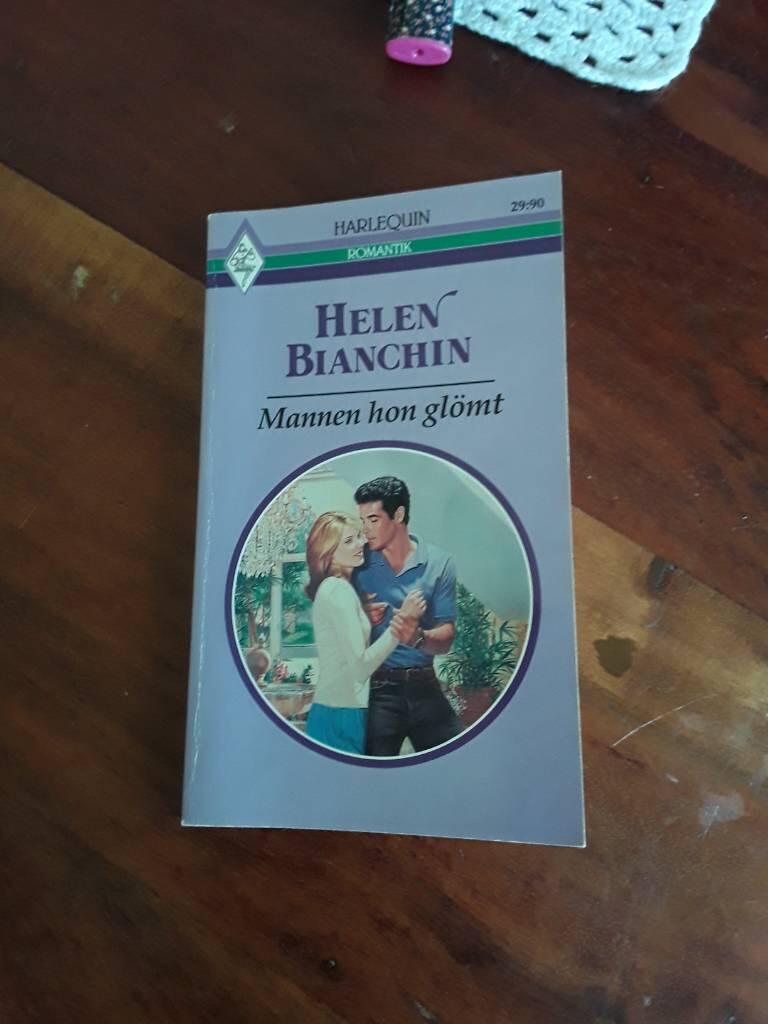 HARLEQUIN
29:90
ROMANTIK
HELEN
BIANCHIN
Mannen hon glömt